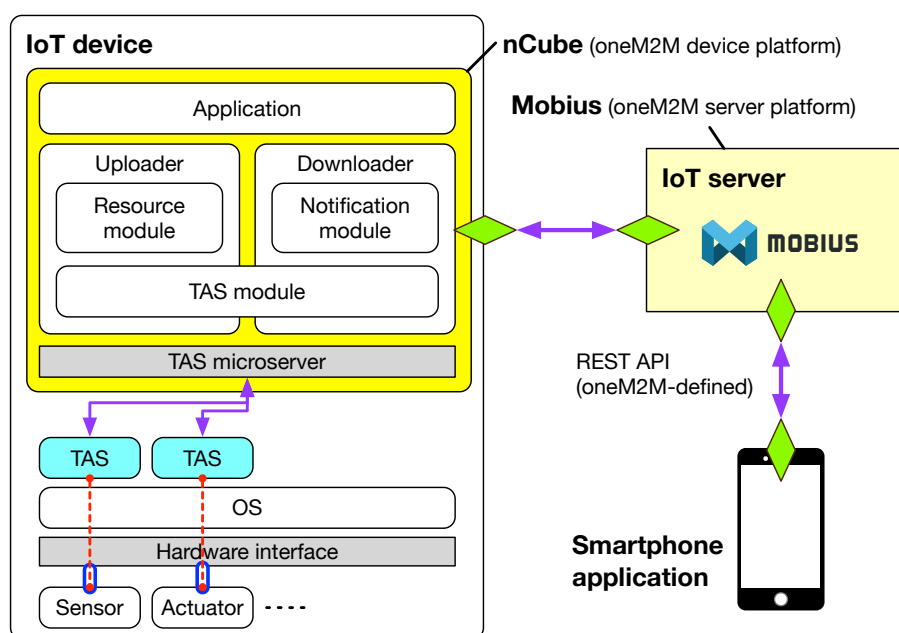 IoT device
nCube (oneM2M device platform)
Mobius (oneM2M server platform)
Application
Uploader
Downloader
Resource
module
Notification
module
TAS module
TAS microserver
IoT server
MOBIUS
REST API
(oneM2M-defined)
TAS
TAS
OS
Hardware interface
Sensor
Actuator
Smartphone
application